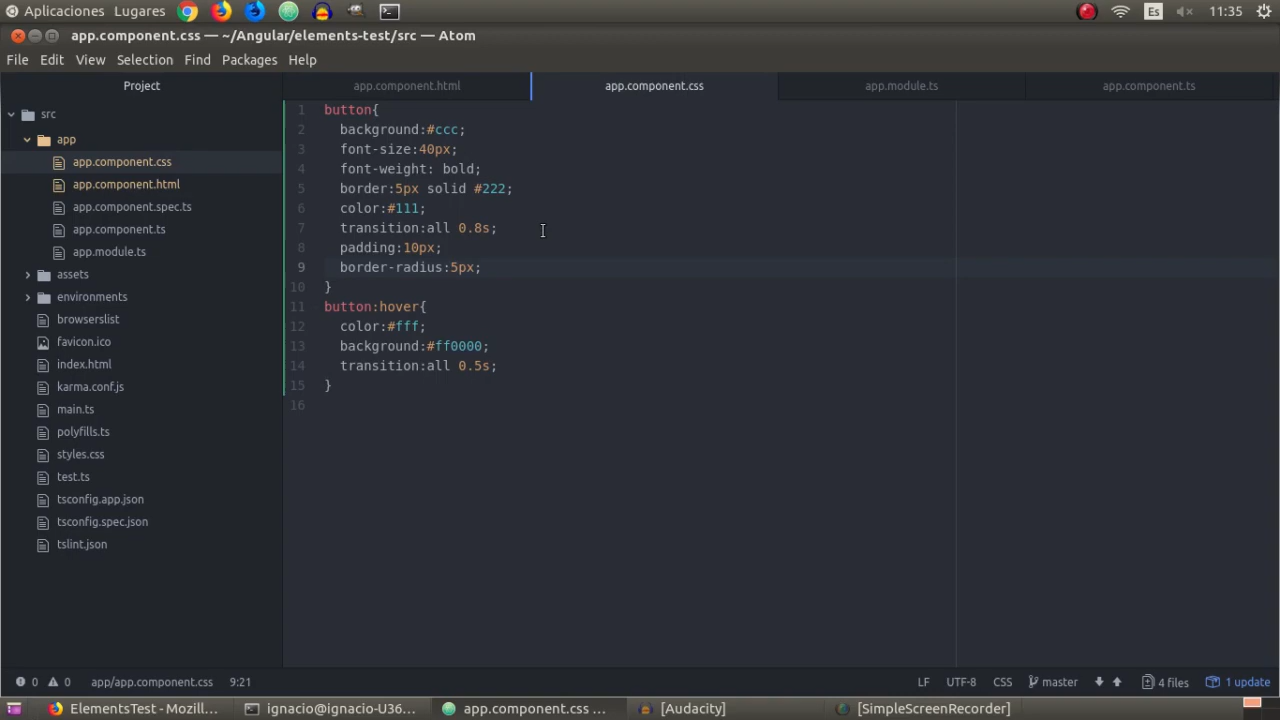 Aplicaciones Lugares Es 11:35
app.component.css — ~/Angular/elements-test/src — Atom
File Edit View Selection Find Packages Help
Project
app.component.html app.component.css app.module.ts app.component.ts
src
app
app.component.css
app.component.html
app.component.spec.ts
app.component.ts
app.module.ts
assets
environments
browserslist
favicon.ico
index.html
karma.conf.js
main.ts
polyfills.ts
styles.css
test.ts
tsconfig.app.json
tsconfig.spec.json
tslint.json
1 button{
2 background:#ccc;
3 font-size:40px;
4 font-weight: bold;
5 border:5px solid #222;
6 color:#111;
7 transition:all 0.8s;
8 padding:10px;
9 border-radius:5px;
10 }
11 button:hover{
12 color:#fff;
13 background:#ff0000;
14 transition:all 0.5s;
15 }
16
0 0 app/app.component.css 9:21 LF UTF-8 CSS master 4 files 1 update
ElementsTest - Mozill... ignacio@ignacio-U36... app.component.css ... [Audacity] [SimpleScreenRecorder]